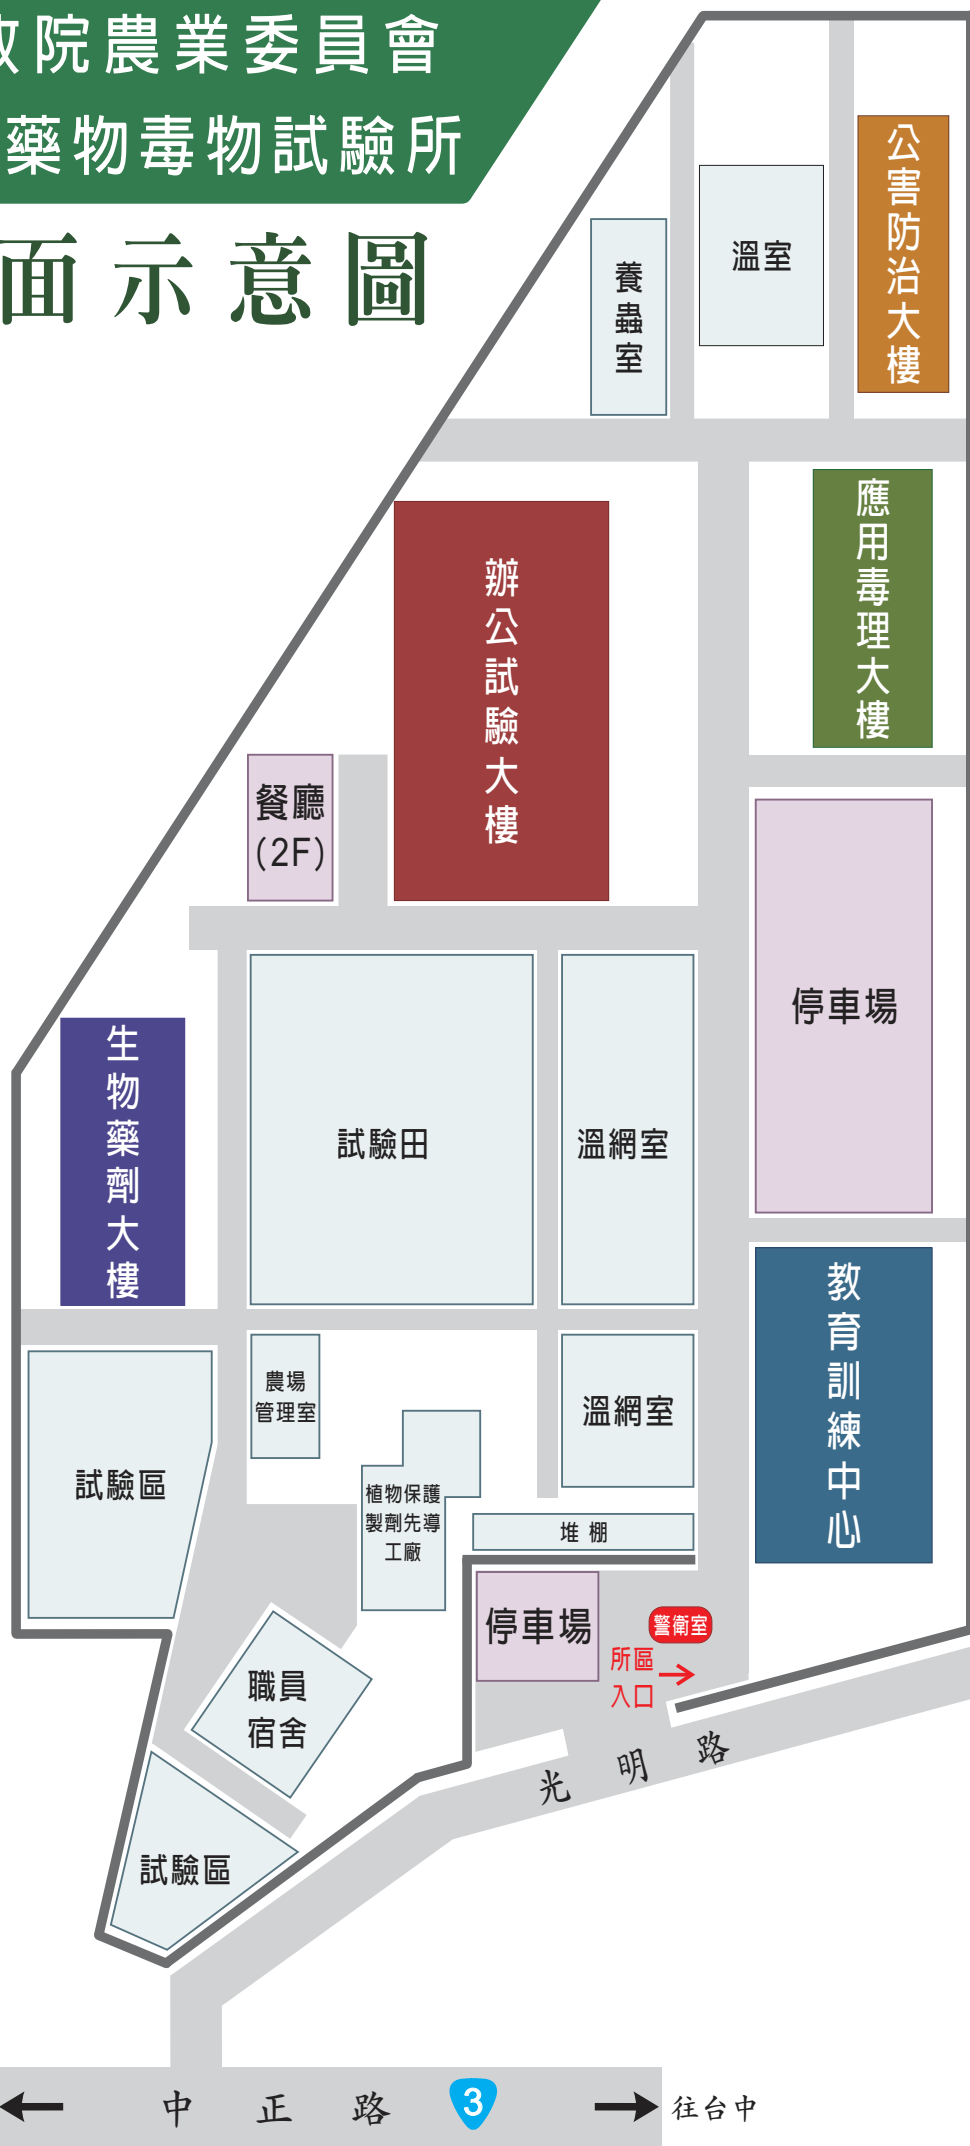 院農業委員會
藥物毒物試驗所
面示意圖
公害防治大樓
溫室
養蟲室
應用毒理大樓
辦公試驗大樓
餐廳
(2F)
停車場
生物藥劑大樓
試驗田
溫網室
教育訓練中心
農場
管理室
溫網室
試驗區
植物保護
製劑先導
工廠
堆棚
停車場
警衛室
所區
入口
職員
宿舍
光明路
試驗區
中正路
3
往台中